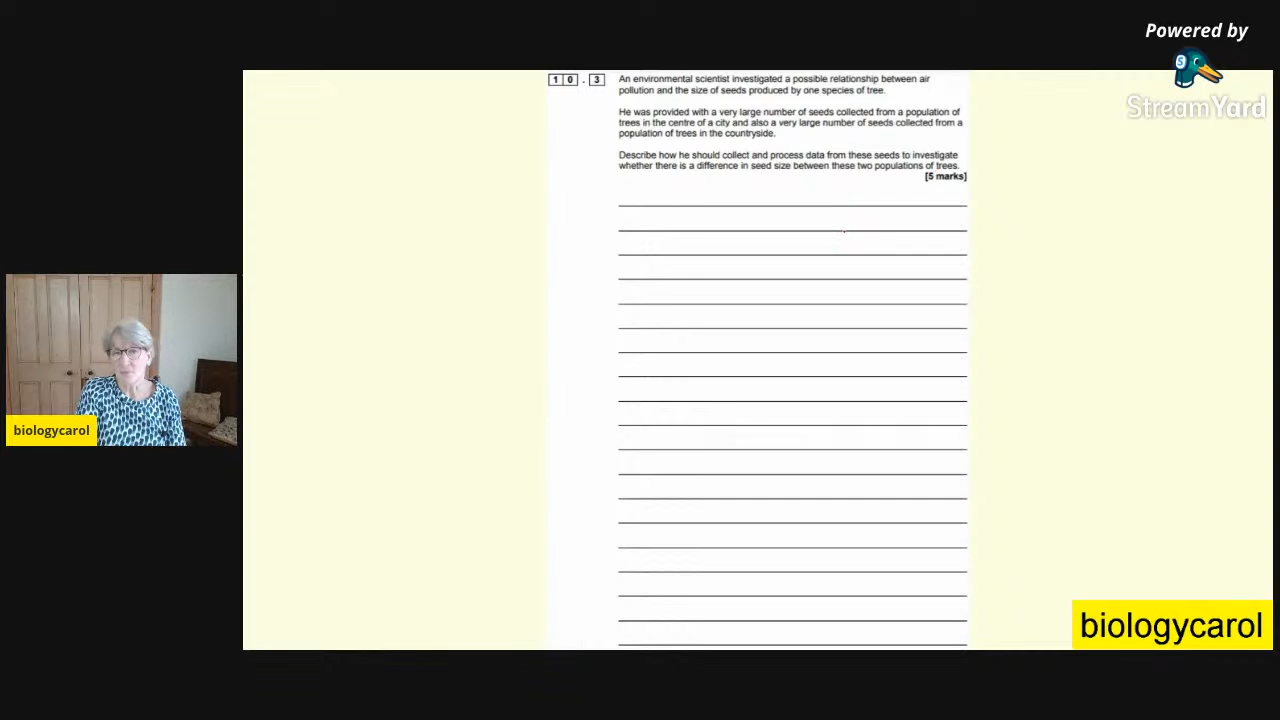 Powered by
StreamYard
10.3 An environmental scientist investigated a possible relationship between air
pollution and the size of seeds produced by one species of tree.
He was provided with a very large number of seeds collected from a population of
trees in the centre of a city and also a very large number of seeds collected from a
population of trees in the countryside.
Describe how he should collect and process data from these seeds to investigate
whether there is a difference in seed size between these two populations of trees.
[5 marks]
biologycarol
biologycarol